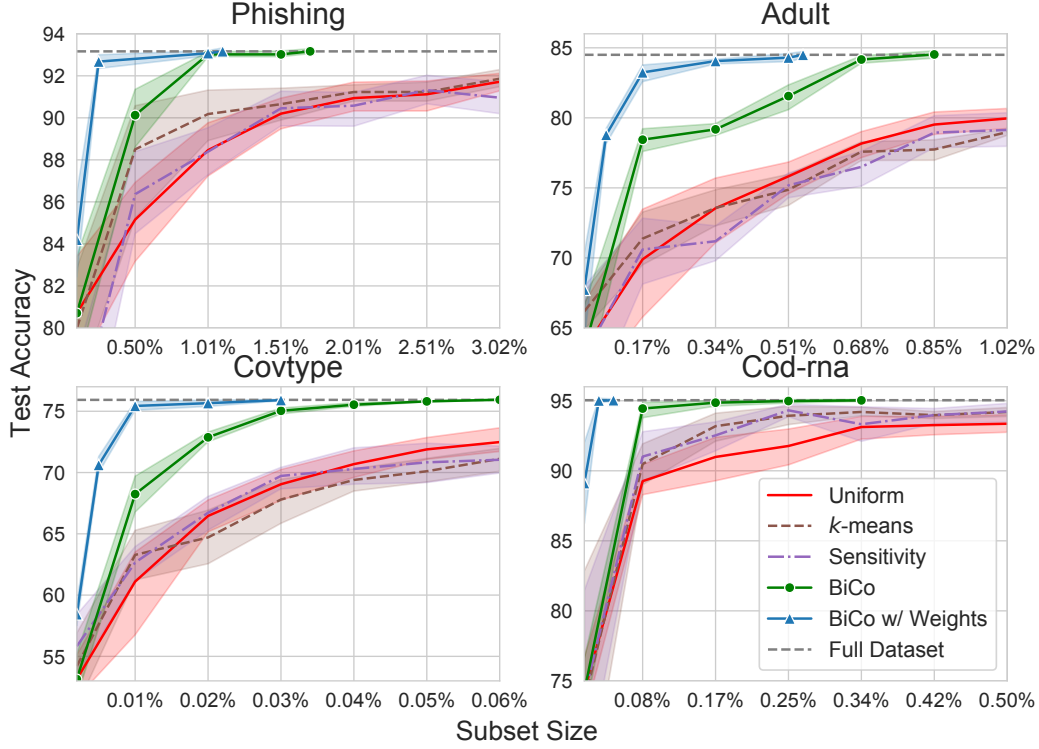 Phishing
Adult
94
92
90
88
86
84
82
80
0.50% 1.01% 1.51% 2.01% 2.51% 3.02%
85
80
75
70
65
0.17% 0.34% 0.51% 0.68% 0.85% 1.02%
Test Accuracy
Covtype
Cod-rna
75
70
65
60
55
0.01% 0.02% 0.03% 0.04% 0.05% 0.06%
95
90
85
80
75
0.08% 0.17% 0.25% 0.34% 0.42% 0.50%
Uniform
k-means
Sensitivity
BiCo
BiCo w/ Weights
Full Dataset
Subset Size